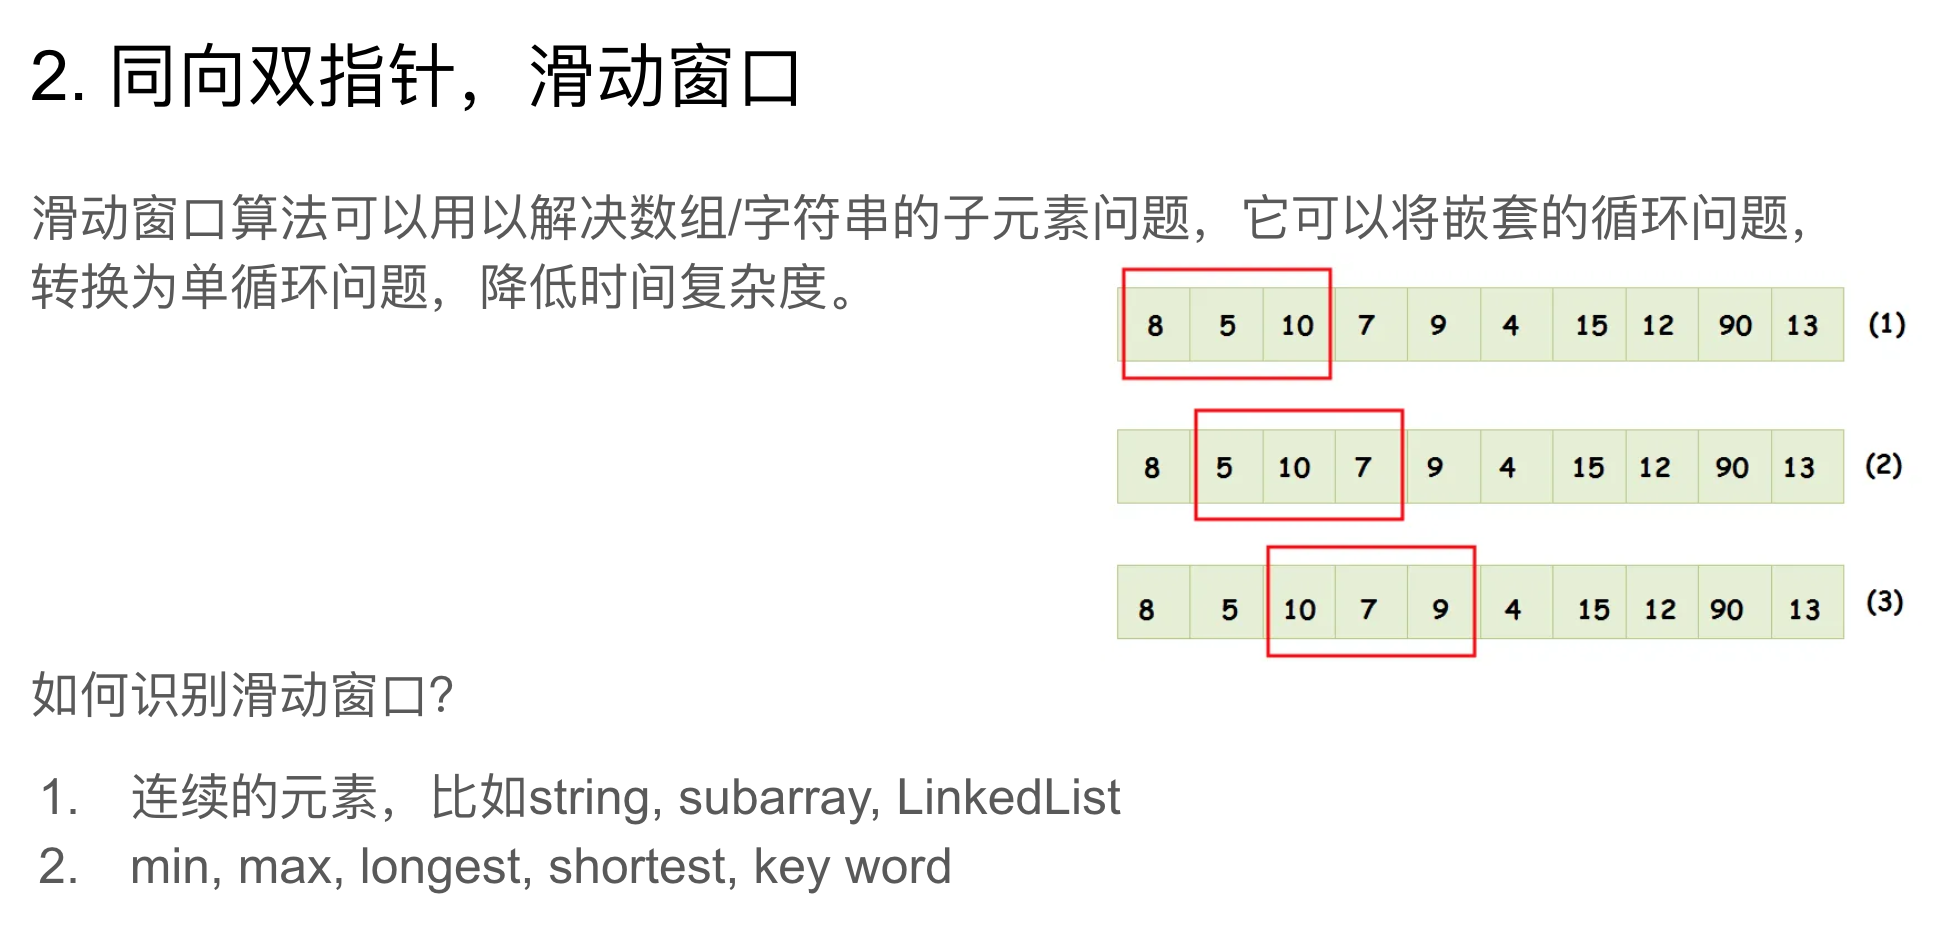 2. 同向双指针，滑动窗口
滑动窗口算法可以用以解决数组/字符串的子元素问题，它可以将嵌套的循环问题，
转换为单循环问题，降低时间复杂度。
8 5 10 7 9 4 15 12 90 13 (1)
8 5 10 7 9 4 15 12 90 13 (2)
8 5 10 7 9 4 15 12 90 13 (3)
如何识别滑动窗口?
1. 连续的元素，比如string, subarray, LinkedList
2. min, max, longest, shortest, key word